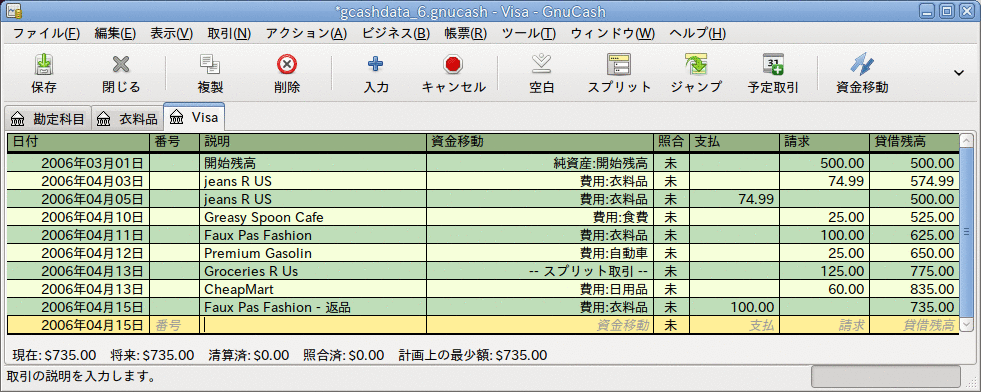 *gcashdata_6.gnucash - Visa - GnuCash
ファイル(F) 編集(E) 表示(V) 取引(N) アクション(A) ビジネス(B) 帳票(R) ツール(T) ウィンドウ(W) ヘルプ(H)
保存 閉じる 複製 削除 入力 キャンセル 空白 スプリット ジャンプ 予定取引 資金移動
勘定科目 衣料品 Visa
日付 番号 説明 資金移動 照合 支払 請求 貸借残高
2006年03月01日 開始残高 純資産:開始残高 未 500.00 500.00
2006年04月03日 jeans R US 費用:衣料品 未 74.99 574.99
2006年04月05日 jeans R US 費用:衣料品 未 74.99 500.00
2006年04月10日 Greasy Spoon Cafe 費用:食費 未 25.00 525.00
2006年04月11日 Faux Pas Fashion 費用:衣料品 未 100.00 625.00
2006年04月12日 Premium Gasolin 費用:自動車 未 25.00 650.00
2006年04月13日 Groceries R Us -- スプリット取引 -- 未 125.00 775.00
2006年04月13日 CheapMart 費用:日用品 未 60.00 835.00
2006年04月15日 Faux Pas Fashion - 返品 費用:衣料品 未 100.00 735.00
2006年04月15日 番号 資金移動 未 支払 請求 貸借残高
現在: $735.00 将来: $735.00 清算済: $0.00 照合済: $0.00 計画上の最少額: $735.00
取引の説明を入力します。